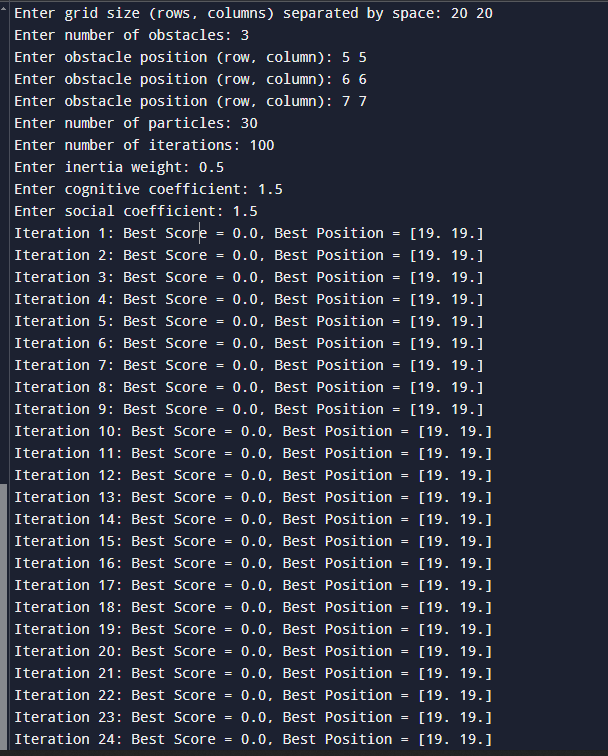 Enter grid size (rows, columns) separated by space: 20 20
Enter number of obstacles: 3
Enter obstacle position (row, column): 5 5
Enter obstacle position (row, column): 6 6
Enter obstacle position (row, column): 7 7
Enter number of particles: 30
Enter number of iterations: 100
Enter inertia weight: 0.5
Enter cognitive coefficient: 1.5
Enter social coefficient: 1.5
Iteration 1: Best Score = 0.0, Best Position = [19. 19.]
Iteration 2: Best Score = 0.0, Best Position = [19. 19.]
Iteration 3: Best Score = 0.0, Best Position = [19. 19.]
Iteration 4: Best Score = 0.0, Best Position = [19. 19.]
Iteration 5: Best Score = 0.0, Best Position = [19. 19.]
Iteration 6: Best Score = 0.0, Best Position = [19. 19.]
Iteration 7: Best Score = 0.0, Best Position = [19. 19.]
Iteration 8: Best Score = 0.0, Best Position = [19. 19.]
Iteration 9: Best Score = 0.0, Best Position = [19. 19.]
Iteration 10: Best Score = 0.0, Best Position = [19. 19.]
Iteration 11: Best Score = 0.0, Best Position = [19. 19.]
Iteration 12: Best Score = 0.0, Best Position = [19. 19.]
Iteration 13: Best Score = 0.0, Best Position = [19. 19.]
Iteration 14: Best Score = 0.0, Best Position = [19. 19.]
Iteration 15: Best Score = 0.0, Best Position = [19. 19.]
Iteration 16: Best Score = 0.0, Best Position = [19. 19.]
Iteration 17: Best Score = 0.0, Best Position = [19. 19.]
Iteration 18: Best Score = 0.0, Best Position = [19. 19.]
Iteration 19: Best Score = 0.0, Best Position = [19. 19.]
Iteration 20: Best Score = 0.0, Best Position = [19. 19.]
Iteration 21: Best Score = 0.0, Best Position = [19. 19.]
Iteration 22: Best Score = 0.0, Best Position = [19. 19.]
Iteration 23: Best Score = 0.0, Best Position = [19. 19.]
Iteration 24: Best Score = 0.0, Best Position = [19. 19.]